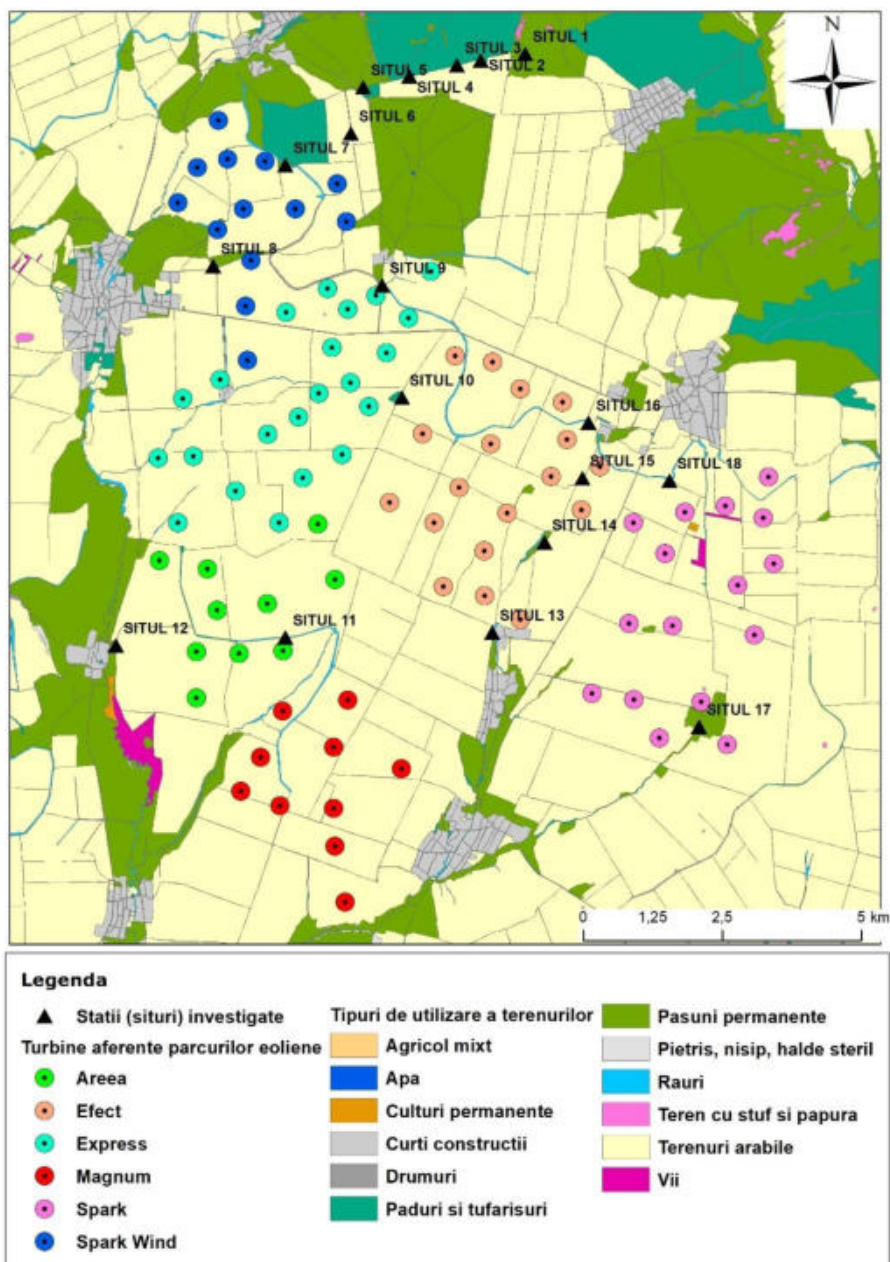 N
SITUL 1
SITUL 3
SITUL 2
SITUL 5
SITUL 4
SITUL 6
SITUL 7
SITUL 8
SITUL 9
SITUL 10
SITUL 16
SITUL 15
SITUL 18
SITUL 14
SITUL 13
SITUL 12
SITUL 11
SITUL 17
0 1,25 2,5 5 km
Legenda
Statii (situri) investigate
Turbine aferente parcurilor eoliene
Areea
Efect
Express
Magnum
Spark
Spark Wind
Tipuri de utilizare a terenurilor
Agricol mixt
Apa
Culturi permanente
Curti constructii
Drumuri
Paduri si tufarisuri
Pasuni permanente
Pietris, nisip, halde steril
Rauri
Teren cu stuf si papura
Terenuri arabile
Vii